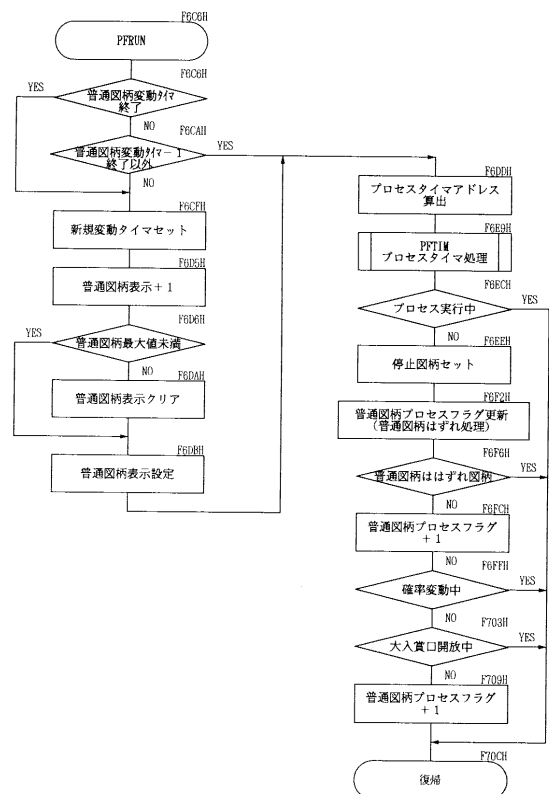 F6C6H
PFRUN
F6C6H
YES
普通図柄変動タイマ
終了
NO
F6CAH
普通図柄変動タイマ－１
終了以外
YES
NO
F6CFH
新規変動タイマセット
F6D5H
普通図柄表示＋１
F6D6H
YES
普通図柄最大値未満
NO
F6DAH
普通図柄表示クリア
F6DBH
普通図柄表示設定
F6DDH
プロセスタイマアドレス
算出
F6E9H
PFTIM
プロセスタイマ処理
F6ECH
プロセス実行中
YES
NO
F6EEH
停止図柄セット
F6F2H
普通図柄プロセスフラグ更新
（普通図柄はずれ処理）
F6F6H
普通図柄ははずれ図柄
YES
NO
F6FCH
普通図柄プロセスフラグ
＋１
NO
F6FFH
確率変動中
YES
NO
F703H
大入賞口開放中
YES
NO
F709H
普通図柄プロセスフラグ
＋１
F70CH
復帰